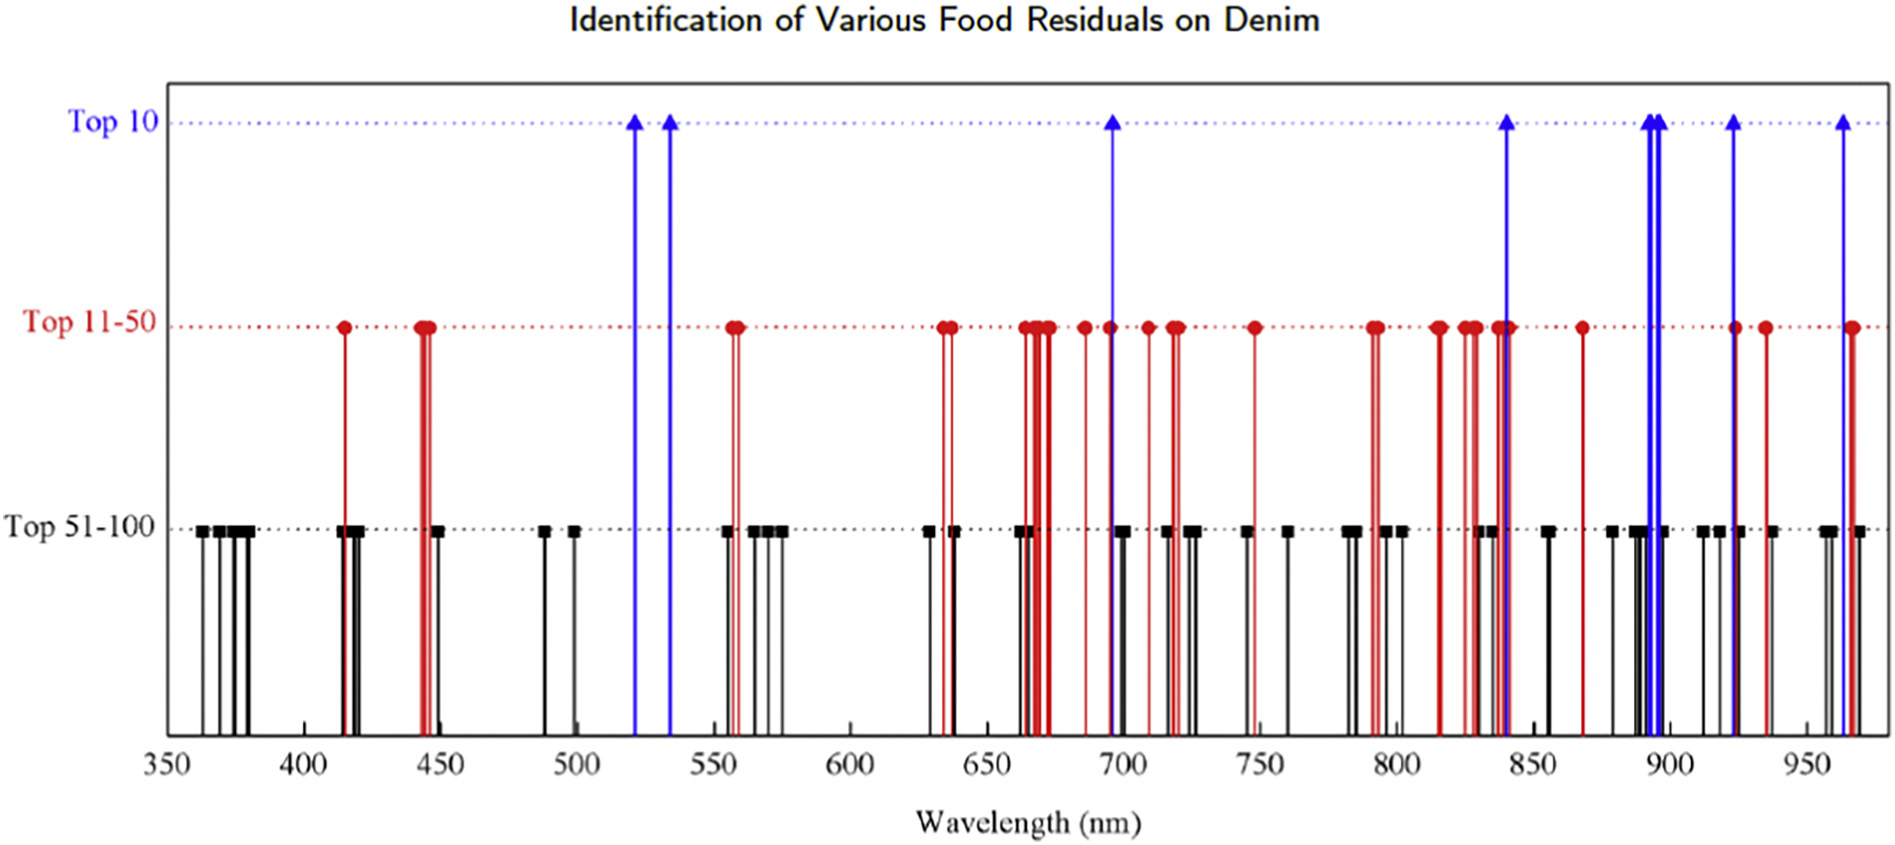 Identification of Various Food Residuals on Denim
Top 10
Top 11-50
Top 51-100
350 400 450 500 550 600 650 700 750 800 850 900 950
Wavelength (nm)